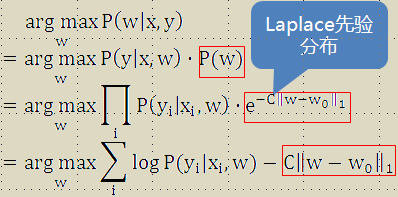 arg max P(w|x, y)
w
Laplace先验
分布
= arg max P(y|x, w) · P(w)
w
= arg max ∏ P(yᵢ|xᵢ, w) · e^{-C‖w-w₀‖₁}
w i
= arg max ∑ log P(yᵢ|xᵢ, w) − C‖w − w₀‖₁
w i